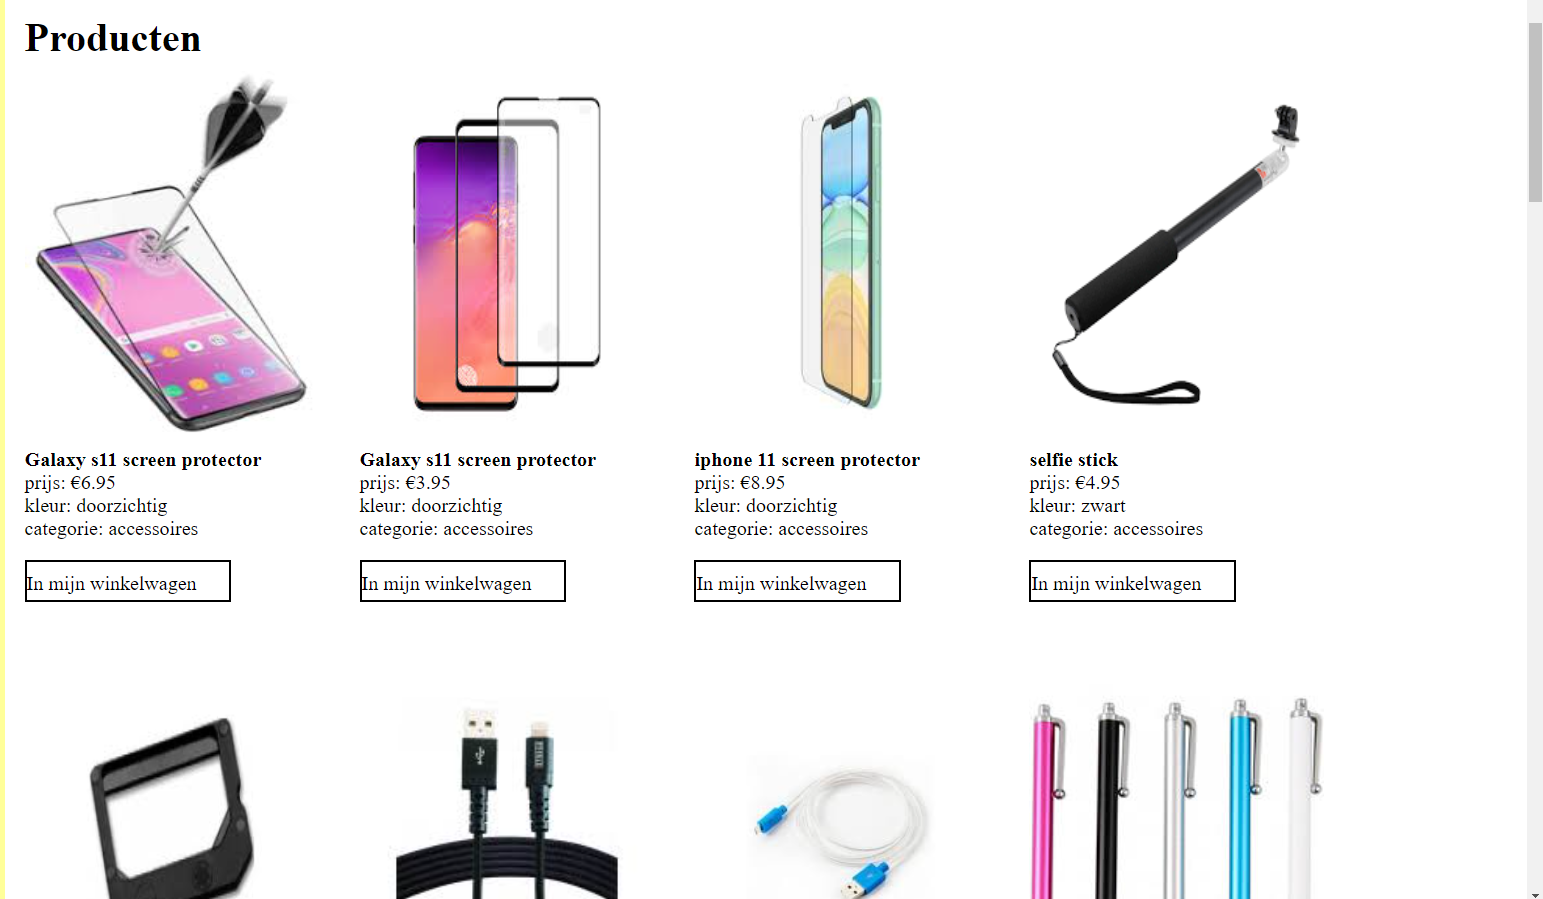 Producten
Galaxy s11 screen protector
prijs: €6.95
kleur: doorzichtig
categorie: accessoires
In mijn winkelwagen
Galaxy s11 screen protector
prijs: €3.95
kleur: doorzichtig
categorie: accessoires
In mijn winkelwagen
iphone 11 screen protector
prijs: €8.95
kleur: doorzichtig
categorie: accessoires
In mijn winkelwagen
selfie stick
prijs: €4.95
kleur: zwart
categorie: accessoires
In mijn winkelwagen